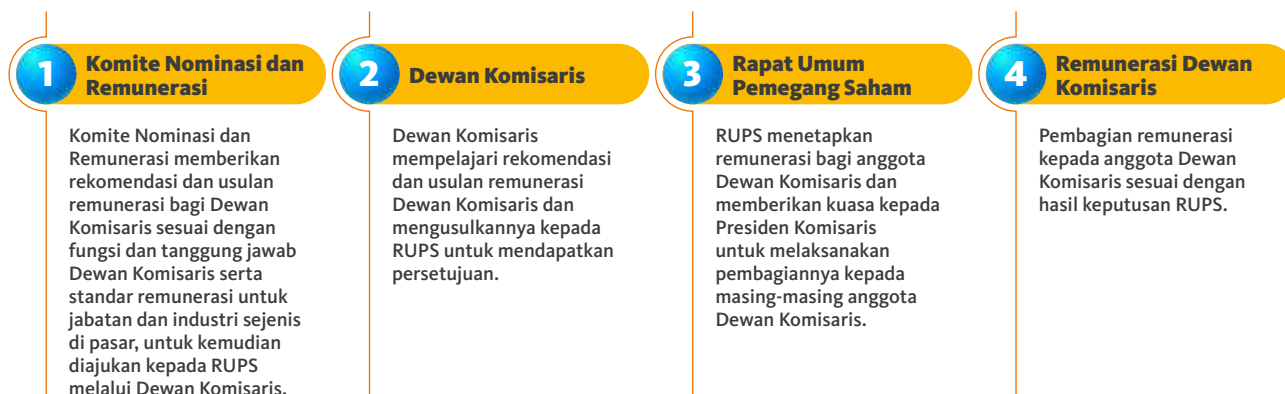 1
Komite Nominasi dan
Remunerasi
Komite Nominasi dan
Remunerasi memberikan
rekomendasi dan usulan
remunerasi bagi Dewan
Komisaris sesuai dengan
fungsi dan tanggung jawab
Dewan Komisaris serta
standar remunerasi untuk
jabatan dan industri sejenis
di pasar, untuk kemudian
diajukan kepada RUPS
melalui Dewan Komisaris.
2
Dewan Komisaris
Dewan Komisaris
mempelajari rekomendasi
dan usulan remunerasi
Dewan Komisaris dan
mengusulkannya kepada
RUPS untuk mendapatkan
persetujuan.
3
Rapat Umum
Pemegang Saham
RUPS menetapkan
remunerasi bagi anggota
Dewan Komisaris dan
memberikan kuasa kepada
Presiden Komisaris
untuk melaksanakan
pembagiannya kepada
masing-masing anggota
Dewan Komisaris.
4
Remunerasi Dewan
Komisaris
Pembagian remunerasi
kepada anggota Dewan
Komisaris sesuai dengan
hasil keputusan RUPS.